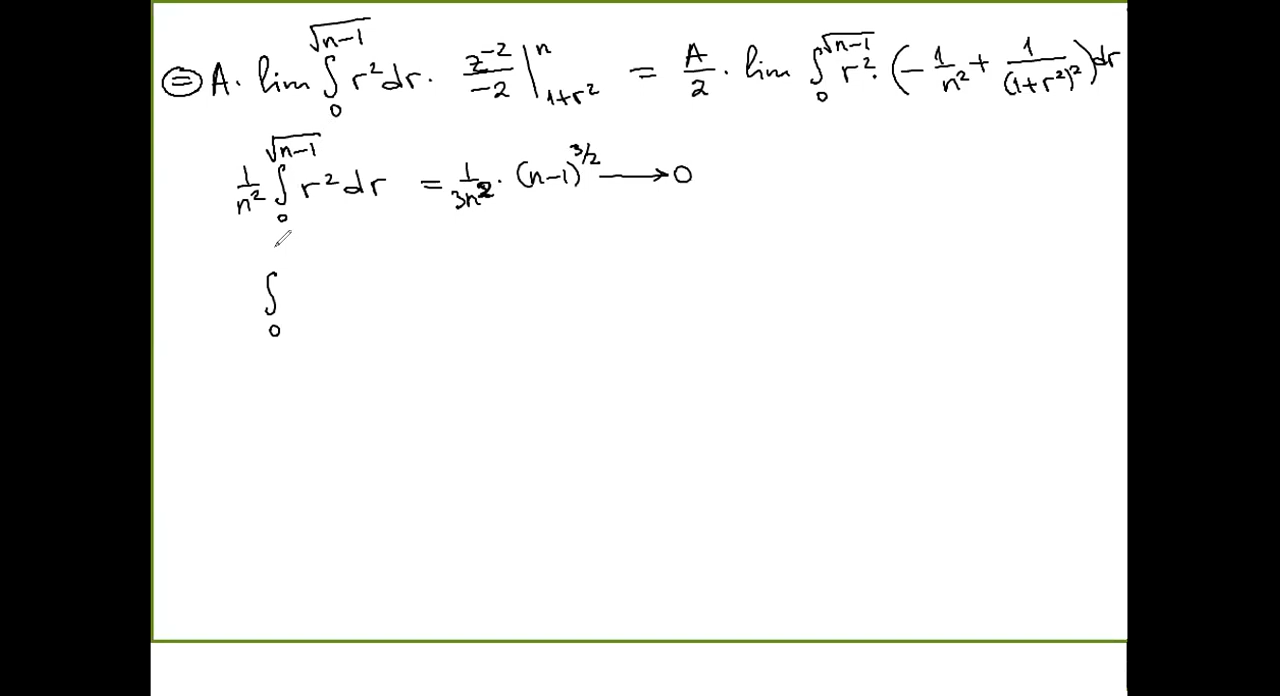 ⊜ A · lim ∫₀^√(n-1) r² dr · z⁻²/-2 |₁₊ᵣ²ⁿ = A/2 · lim ∫₀^√(n-1) r² · (-1/n² + 1/(1+r²)²) dr
1/n² ∫₀^√(n-1) r² dr = 1/3n² · (n-1)^3/2 ⟶ 0
∫₀